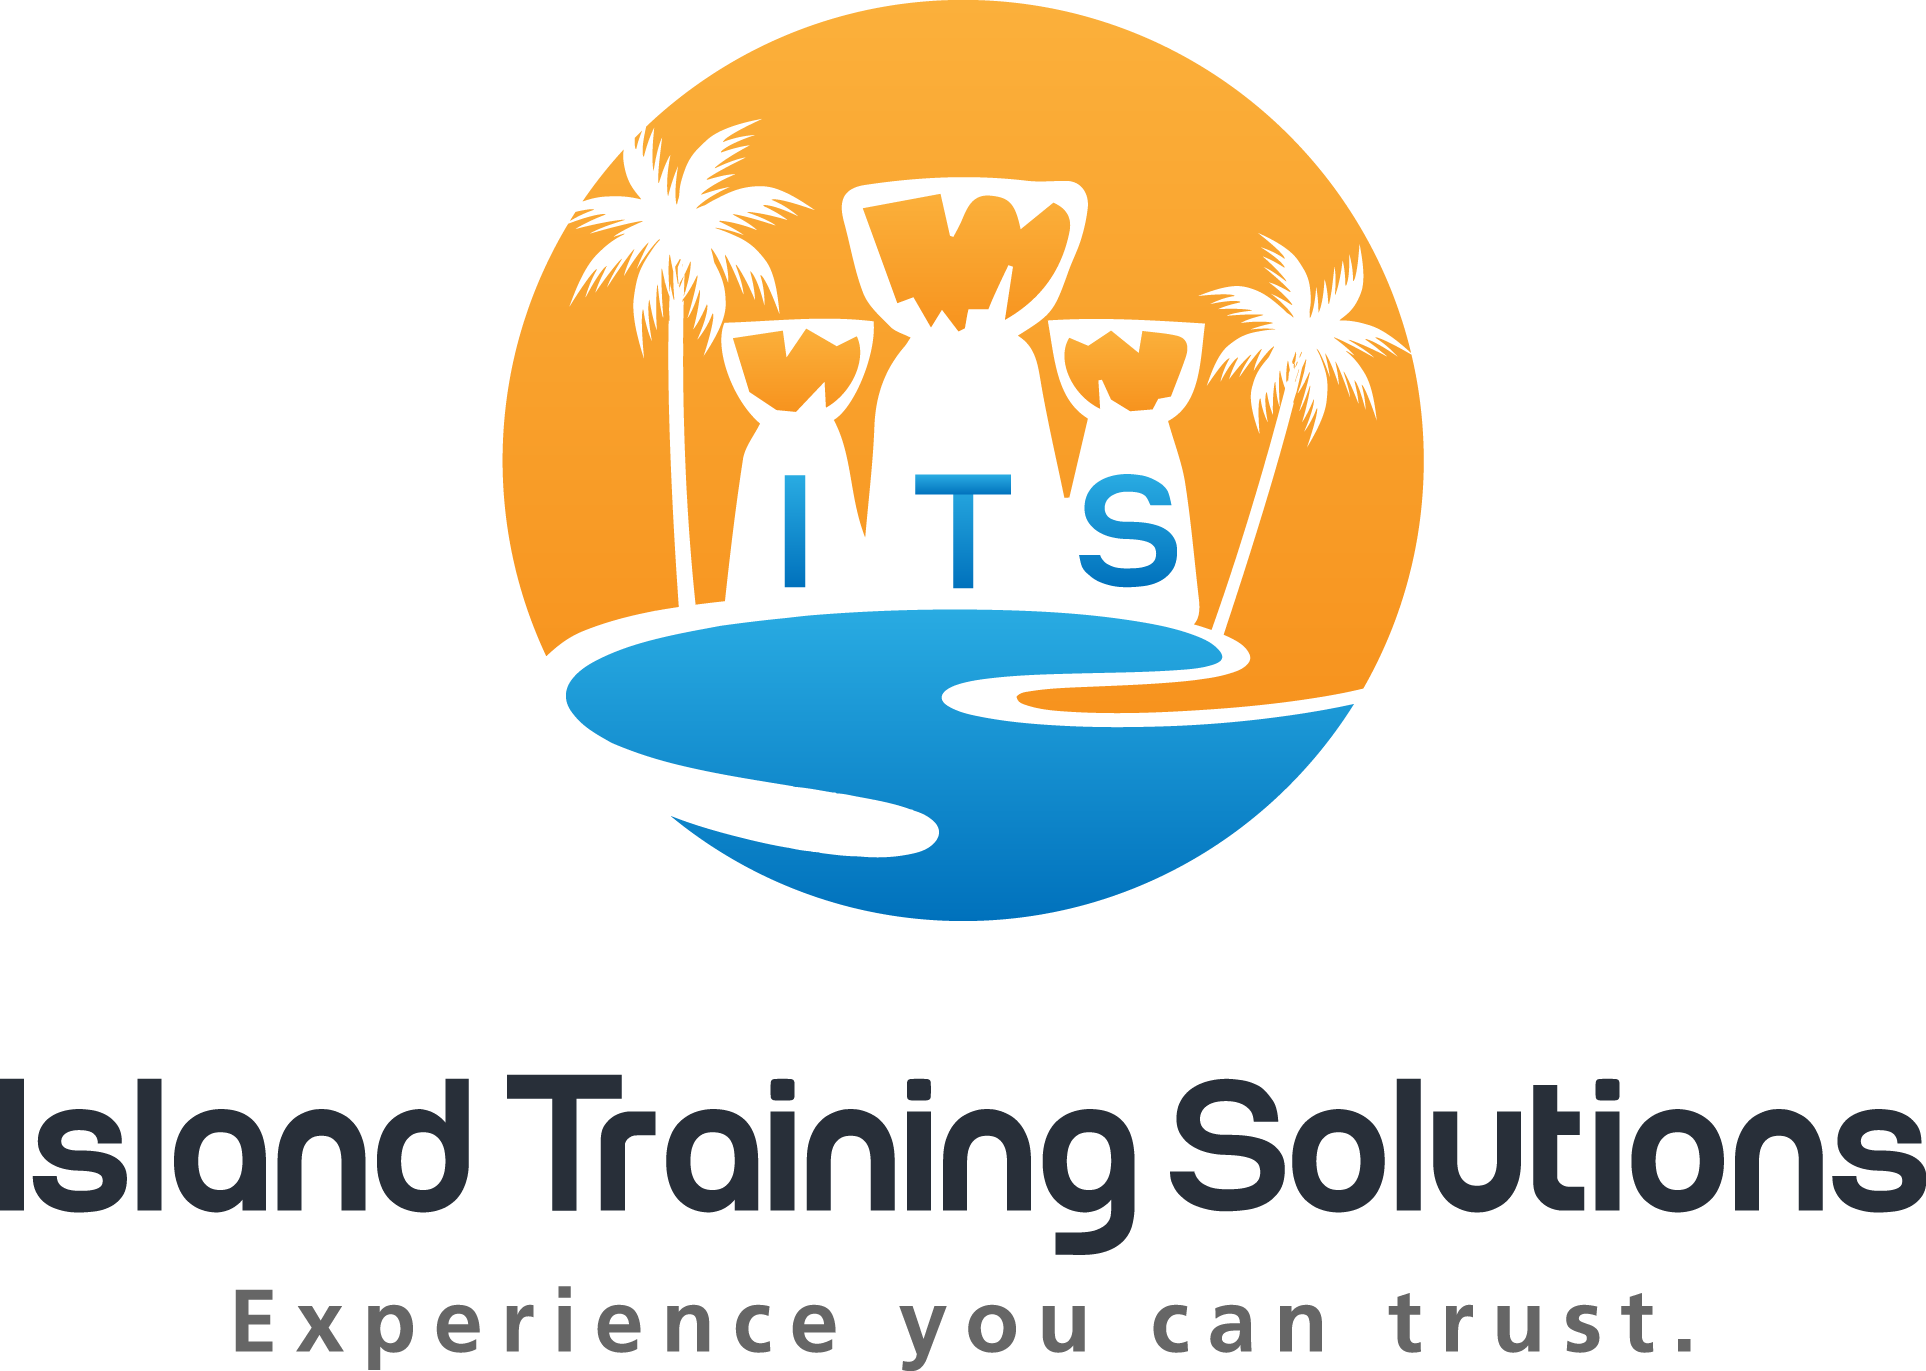 ITS
Island Training Solutions
Experience you can trust.